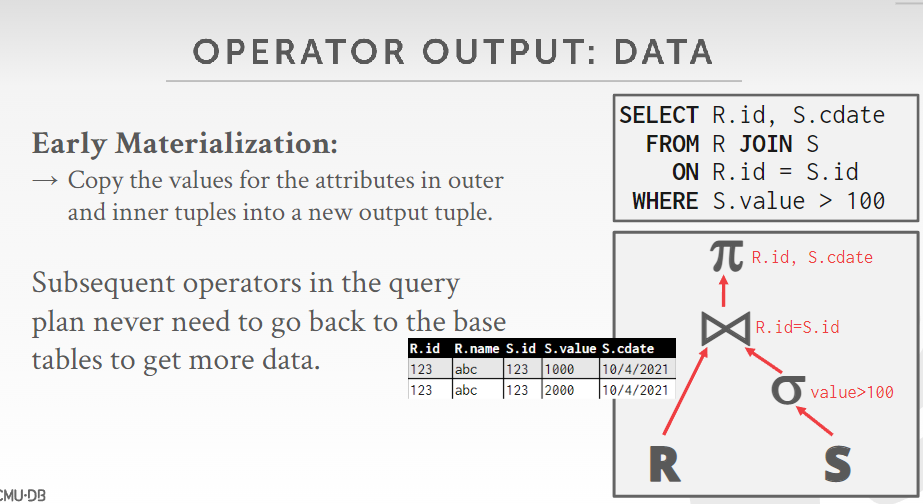 OPERATOR OUTPUT: DATA
Early Materialization:
→ Copy the values for the attributes in outer
and inner tuples into a new output tuple.
Subsequent operators in the query
plan never need to go back to the base
tables to get more data.
SELECT R.id, S.cdate
FROM R JOIN S
ON R.id = S.id
WHERE S.value > 100
π R.id, S.cdate
⋈ R.id=S.id
σ value>100
R S
R.id R.name S.id S.value S.cdate
123 abc 123 1000 10/4/2021
123 abc 123 2000 10/4/2021
CMU·DB